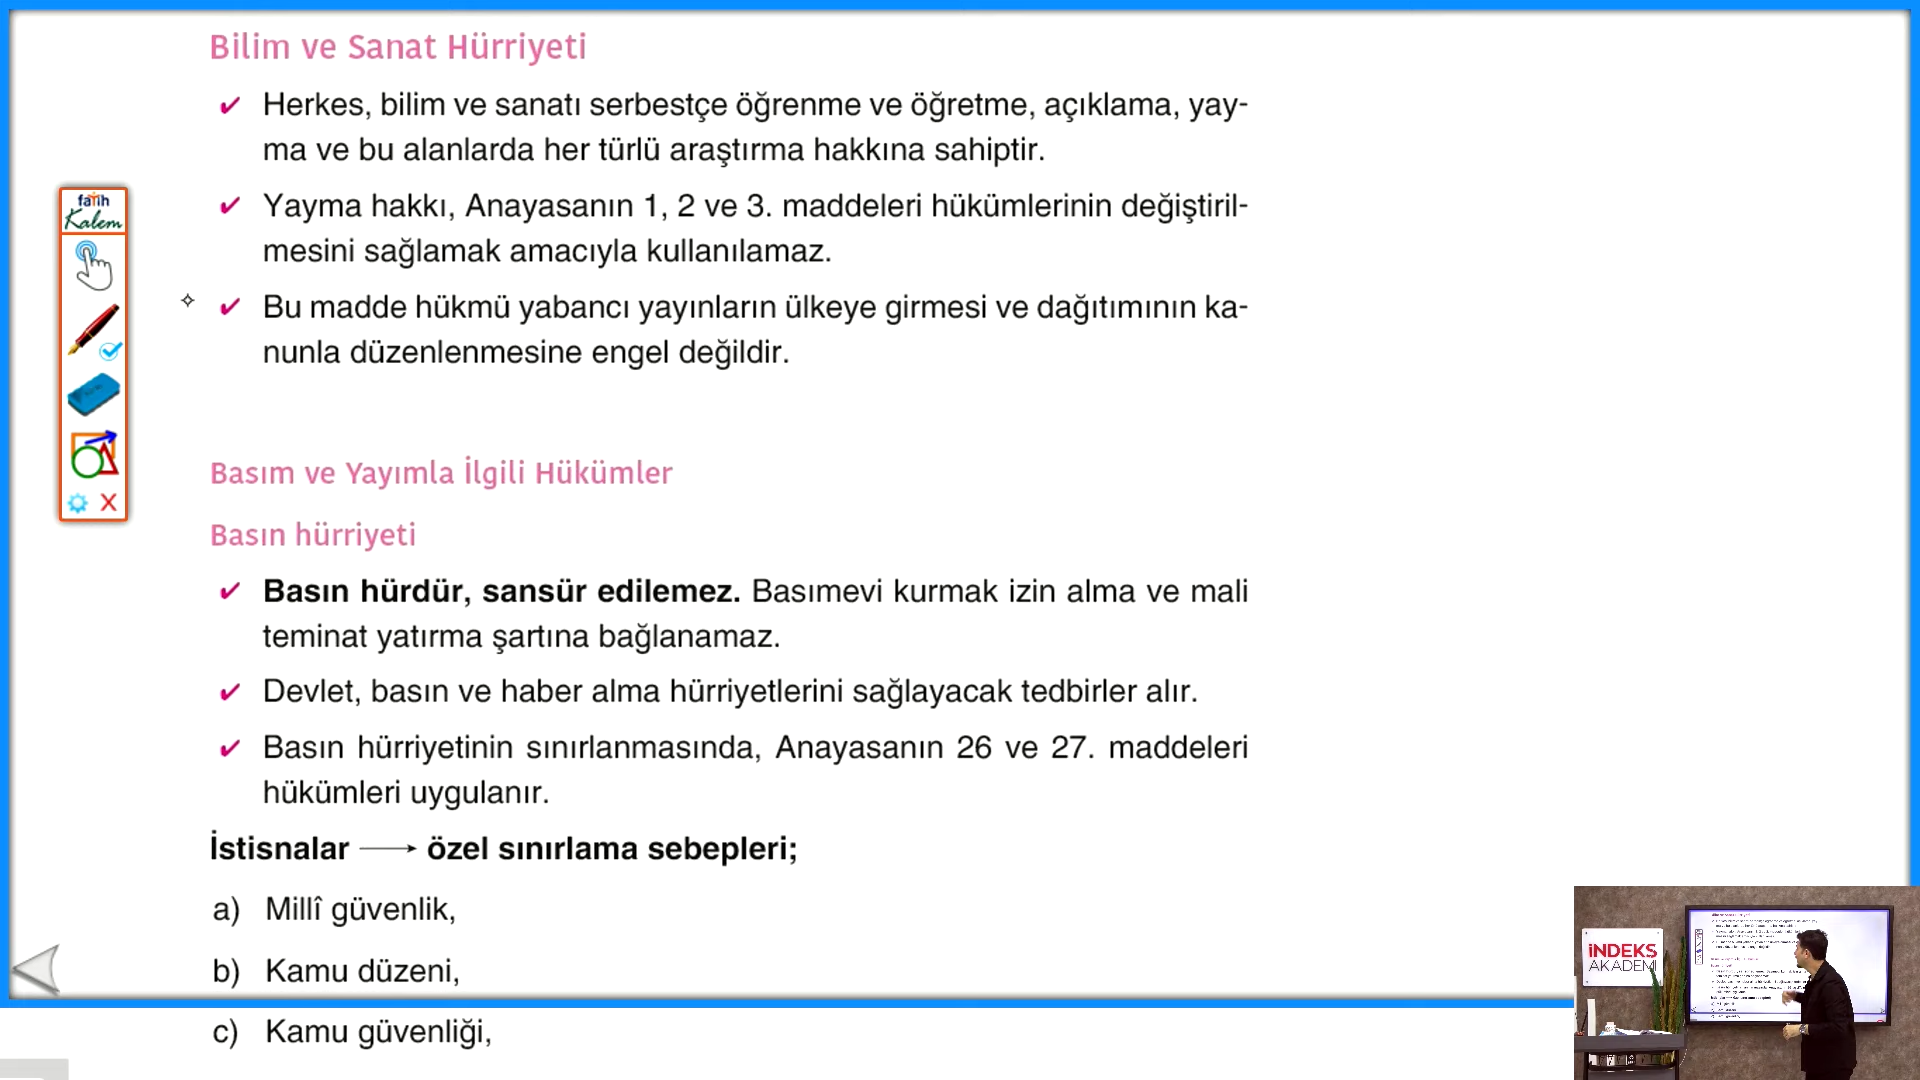 Bilim ve Sanat Hürriyeti
✔ Herkes, bilim ve sanatı serbestçe öğrenme ve öğretme, açıklama, yay-
ma ve bu alanlarda her türlü araştırma hakkına sahiptir.
✔ Yayma hakkı, Anayasanın 1, 2 ve 3. maddeleri hükümlerinin değiştiril-
mesini sağlamak amacıyla kullanılamaz.
✔ Bu madde hükmü yabancı yayınların ülkeye girmesi ve dağıtımının ka-
nunla düzenlenmesine engel değildir.
fatih
Kalem
Basım ve Yayımla İlgili Hükümler
Basın hürriyeti
✔ Basın hürdür, sansür edilemez. Basımevi kurmak izin alma ve mali
teminat yatırma şartına bağlanamaz.
✔ Devlet, basın ve haber alma hürriyetlerini sağlayacak tedbirler alır.
✔ Basın hürriyetinin sınırlanmasında, Anayasanın 26 ve 27. maddeleri
hükümleri uygulanır.
İstisnalar → özel sınırlama sebepleri;
a) Millî güvenlik,
b) Kamu düzeni,
c) Kamu güvenliği,
İNDEKS
AKADEMİ